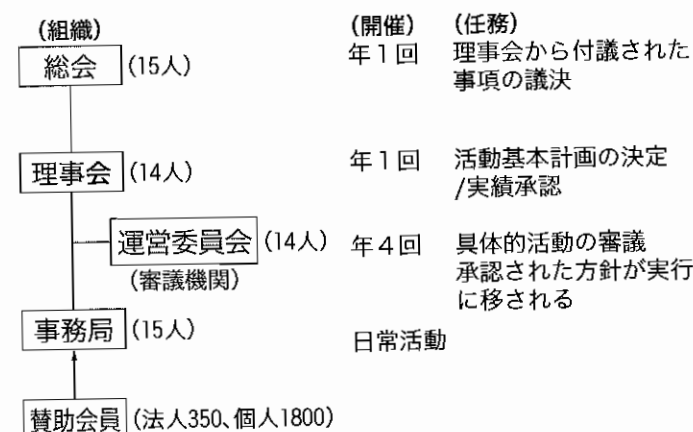 (組織) (開催) (任務)
総会 (15人) 年1回 理事会から付議された
事項の議決
理事会 (14人) 年1回 活動基本計画の決定
/実績承認
運営委員会 (14人) 年4回 具体的活動の審議
(審議機関) 承認された方針が実行
に移される
事務局 (15人) 日常活動
賛助会員 (法人350、個人1800)